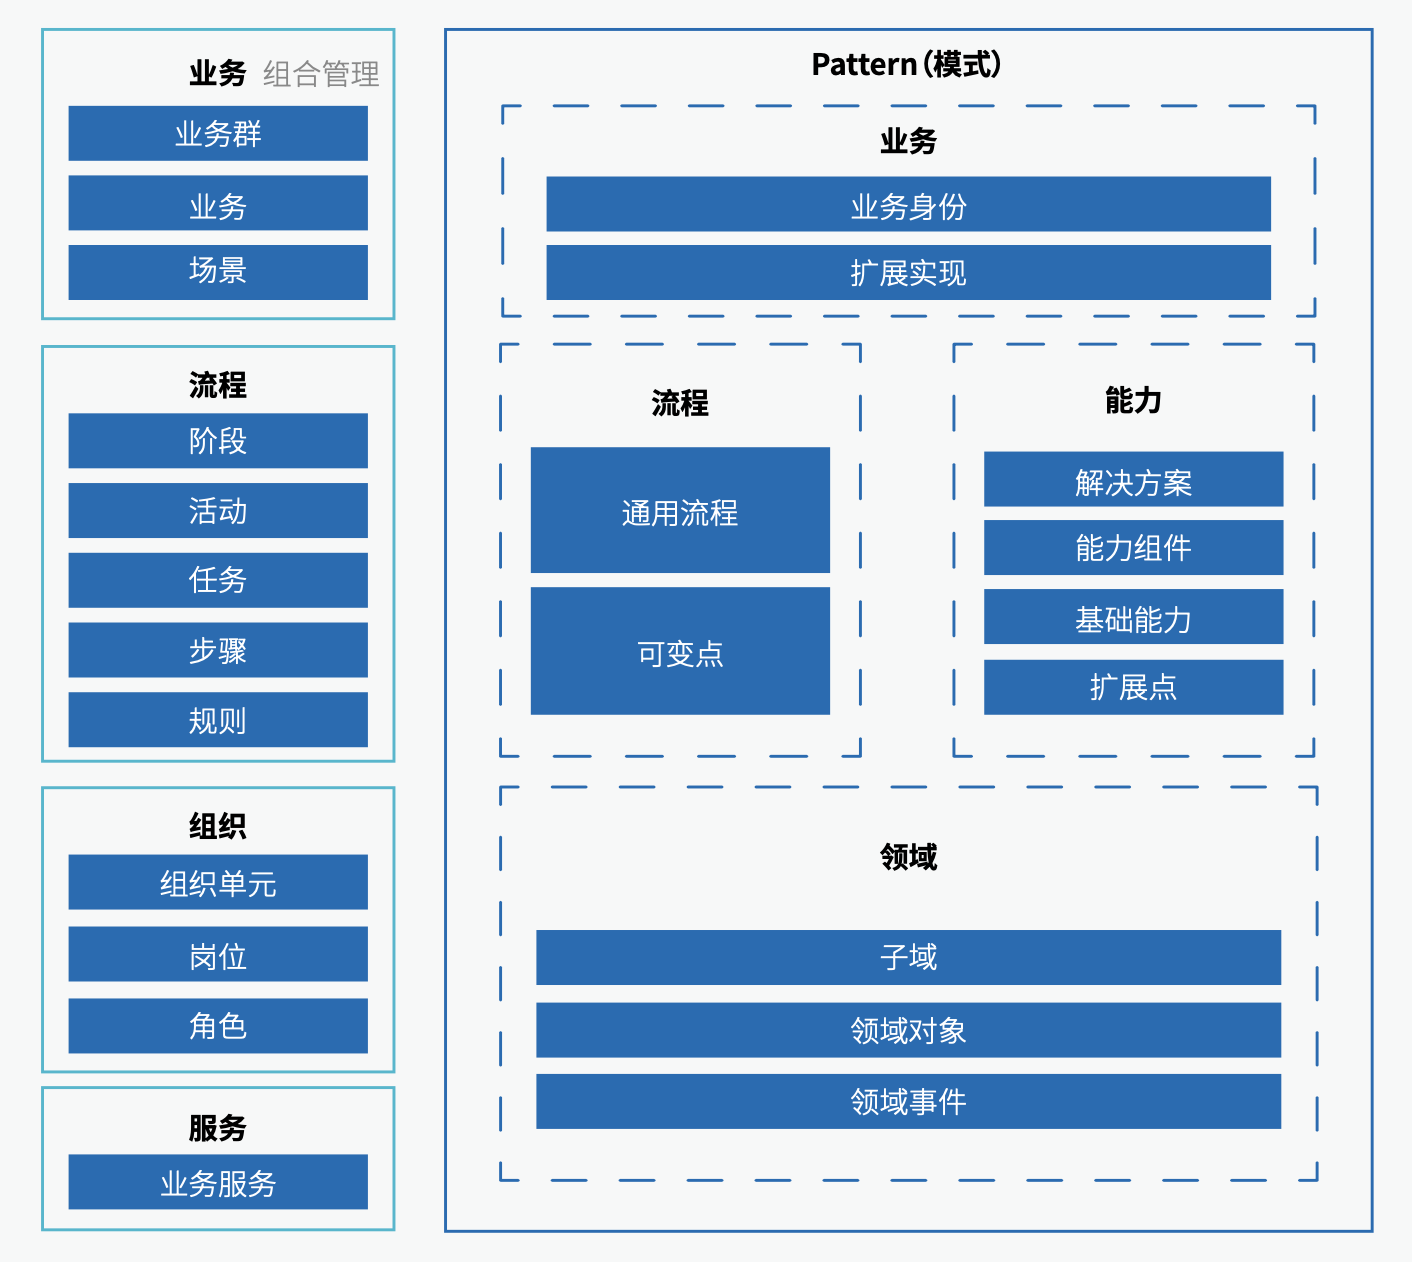 业务 组合管理
业务群
业务
场景
流程
阶段
活动
任务
步骤
规则
组织
组织单元
岗位
角色
服务
业务服务
Pattern(模式)
业务
业务身份
扩展实现
流程
通用流程
可变点
能力
解决方案
能力组件
基础能力
扩展点
领域
子域
领域对象
领域事件